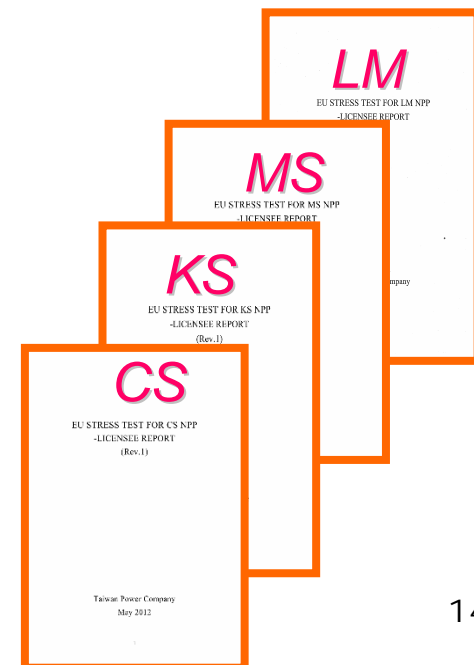 LM
EU STRESS TEST FOR LM NPP
-LICENSEE REPORT
MS
EU STRESS TEST FOR MS NPP
-LICENSEE REPORT
mpany
KS
EU STRESS TEST FOR KS NPP
-LICENSEE REPORT
(Rev.1)
CS
EU STRESS TEST FOR CS NPP
-LICENSEE REPORT
(Rev.1)
Taiwan Power Company
May 2012
14